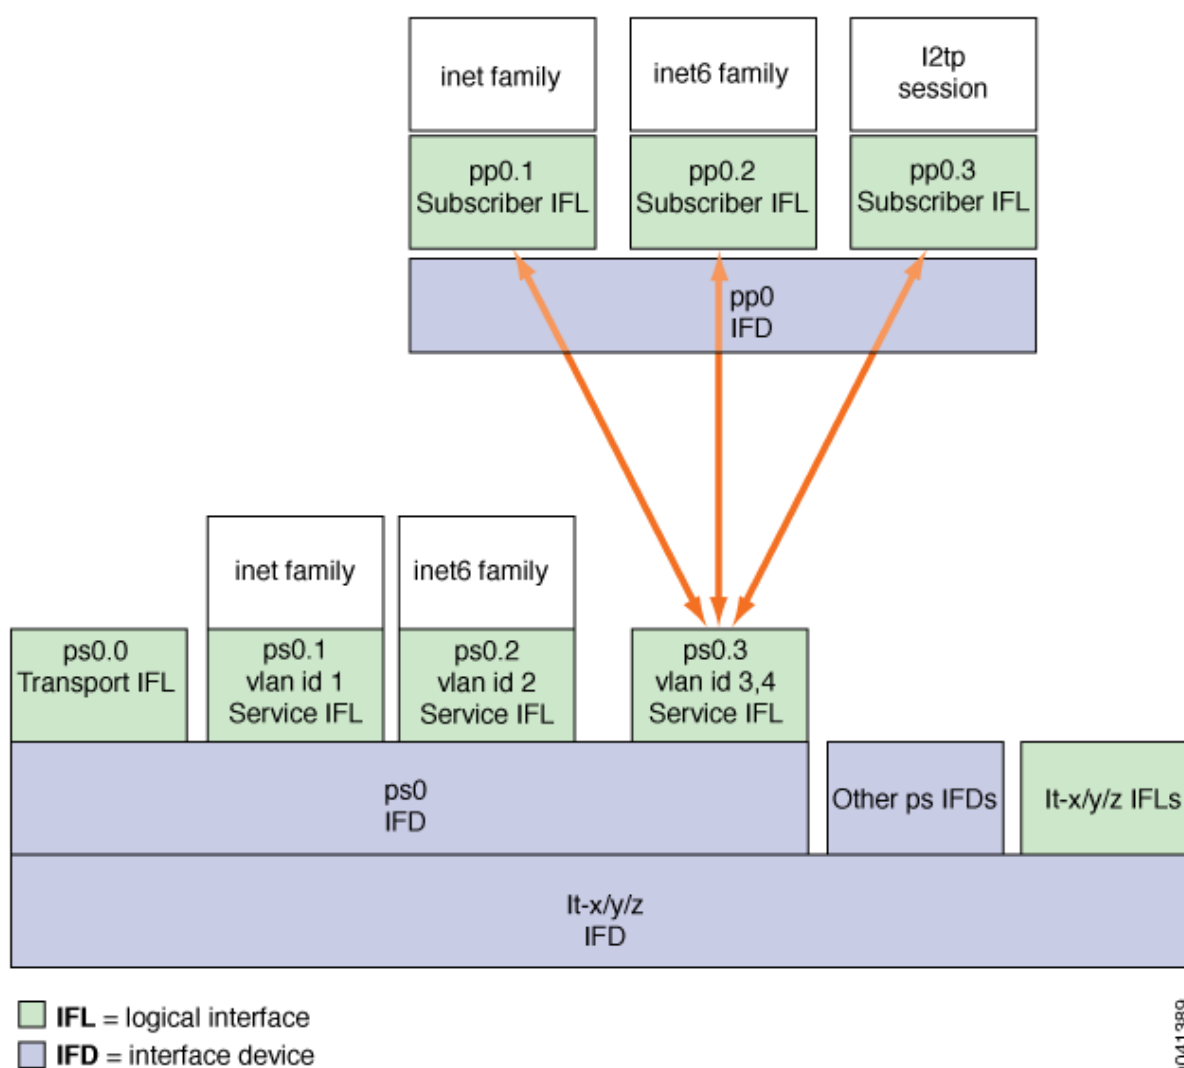 inet family
inet6 family
l2tp
session
pp0.1
Subscriber IFL
pp0.2
Subscriber IFL
pp0.3
Subscriber IFL
pp0
IFD
inet family
inet6 family
ps0.0
Transport IFL
ps0.1
vlan id 1
Service IFL
ps0.2
vlan id 2
Service IFL
ps0.3
vlan id 3,4
Service IFL
ps0
IFD
Other ps IFDs
lt-x/y/z IFLs
lt-x/y/z
IFD
IFL = logical interface
IFD = interface device